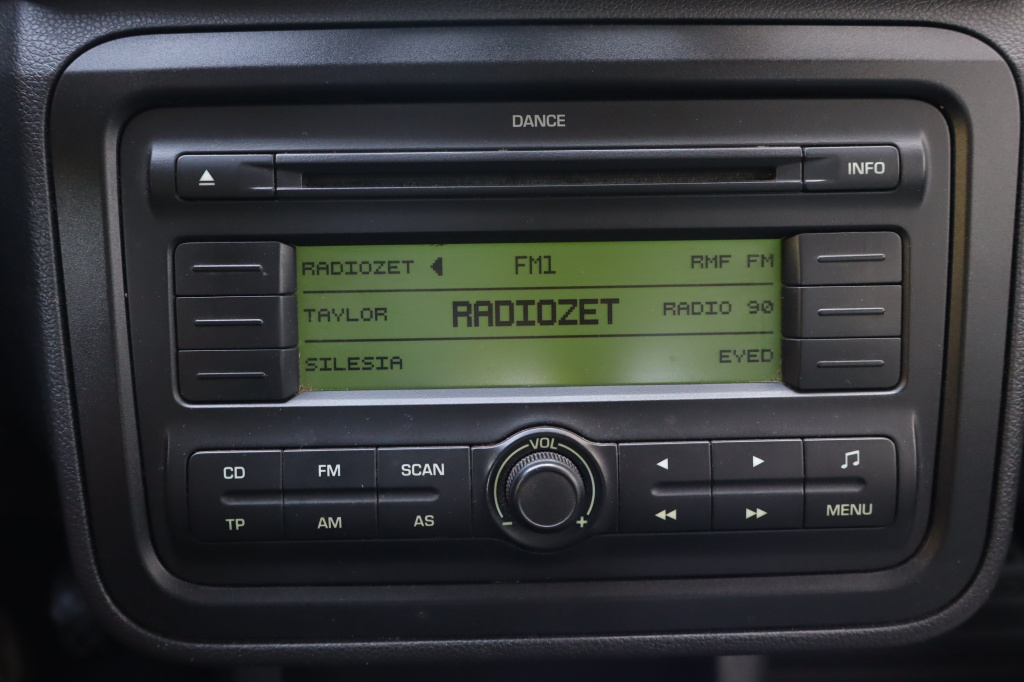 DANCE
INFO
RADIOZET FM1 RMF FM
TAYLOR RADIOZET RADIO 90
SILESIA EYED
VOL
CD FM SCAN
TP AM AS - + MENU